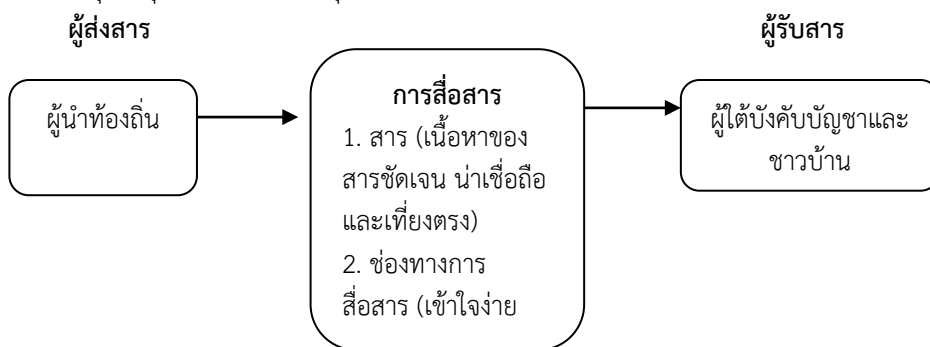 ผู้ส่งสาร
ผู้รับสาร
ผู้นำท้องถิ่น
การสื่อสาร
1. สาร (เนื้อหาของ
สารชัดเจน น่าเชื่อถือ
และเที่ยงตรง)
2. ช่องทางการ
สื่อสาร (เข้าใจง่าย
ผู้ใต้บังคับบัญชาและ
ชาวบ้าน